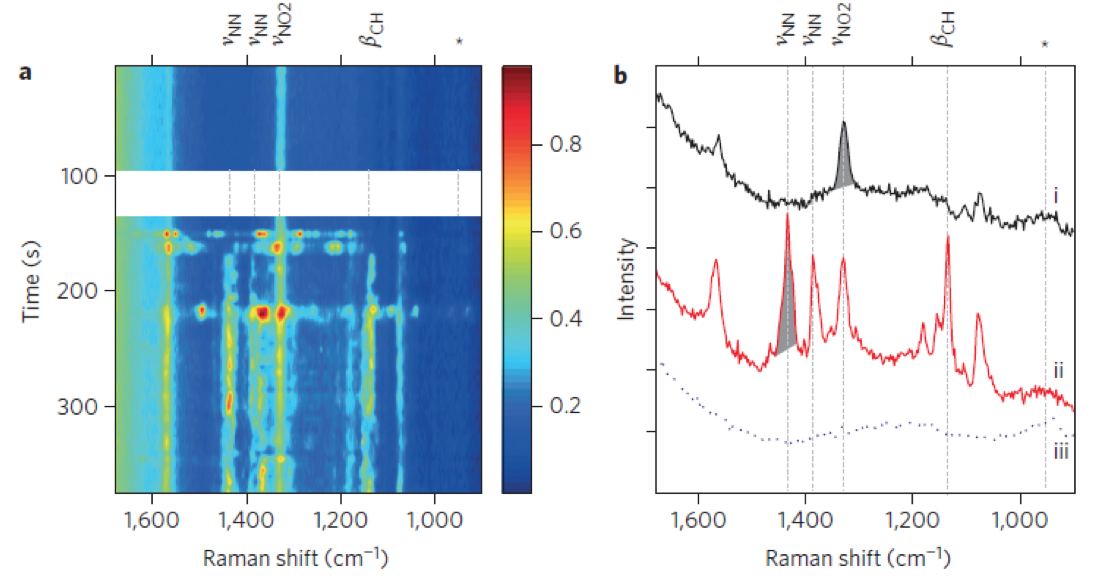 νNN νNN νNO2 βCH *
a
100
200
300
Time (s)
1,600 1,400 1,200 1,000
Raman shift (cm⁻¹)
0.8
0.6
0.4
0.2
νNN νNN νNO2 βCH *
b
i
ii
iii
Intensity
1,600 1,400 1,200 1,000
Raman shift (cm⁻¹)